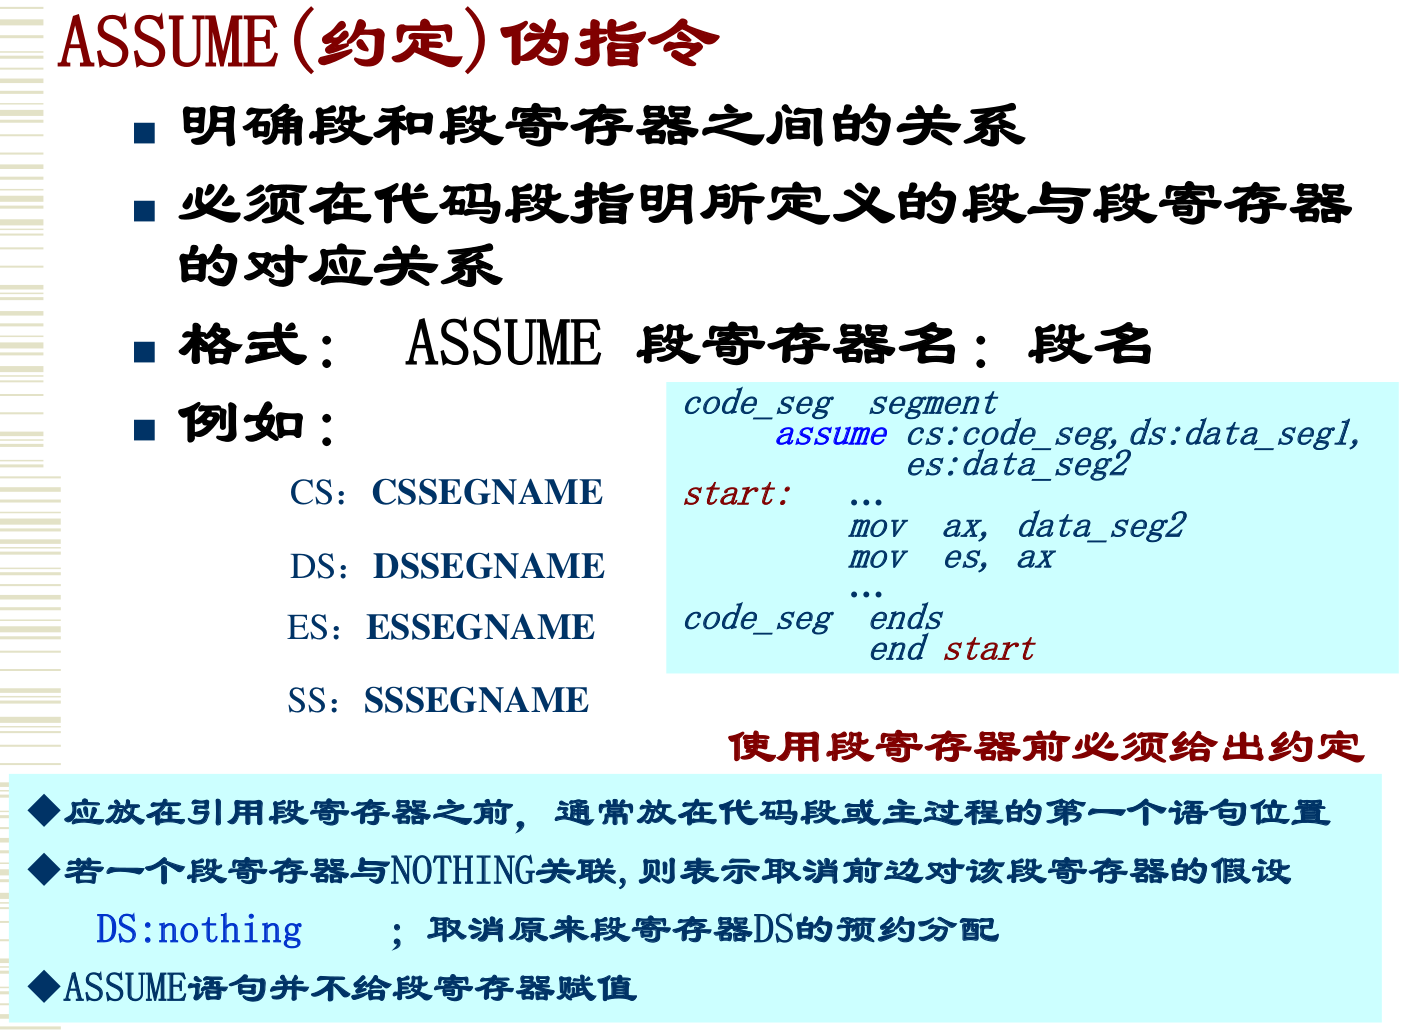 ASSUME(约定)伪指令
■ 明确段和段寄存器之间的关系
■ 必须在代码段指明所定义的段与段寄存器
的对应关系
■ 格式: ASSUME 段寄存器名: 段名
■ 例如:
CS: CSSEGNAME
DS: DSSEGNAME
ES: ESSEGNAME
SS: SSSEGNAME
code_seg segment
assume cs:code_seg,ds:data_seg1,
es:data_seg2
start: …
mov ax, data_seg2
mov es, ax
…
code_seg ends
end start
使用段寄存器前必须给出约定
◆应放在引用段寄存器之前, 通常放在代码段或主过程的第一个语句位置
◆若一个段寄存器与NOTHING关联,则表示取消前边对该段寄存器的假设
DS:nothing ; 取消原来段寄存器DS的预约分配
◆ASSUME语句并不给段寄存器赋值